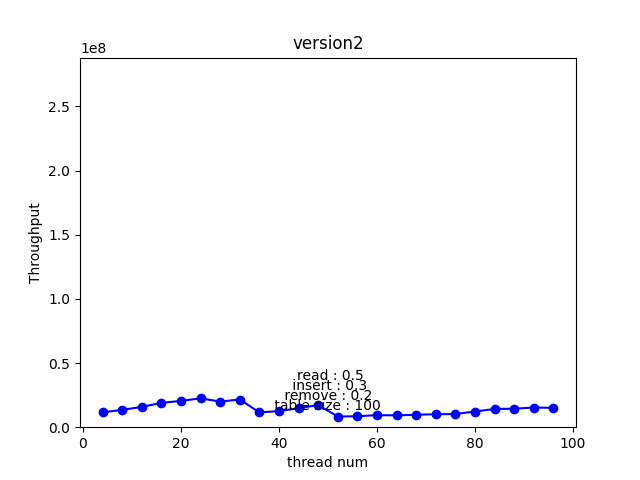 version2
1e8
2.5
2.0
1.5
1.0
0.5
0.0
Throughput
read : 0.5
insert : 0.3
remove : 0.2
table size : 100
0 20 40 60 80 100
thread num